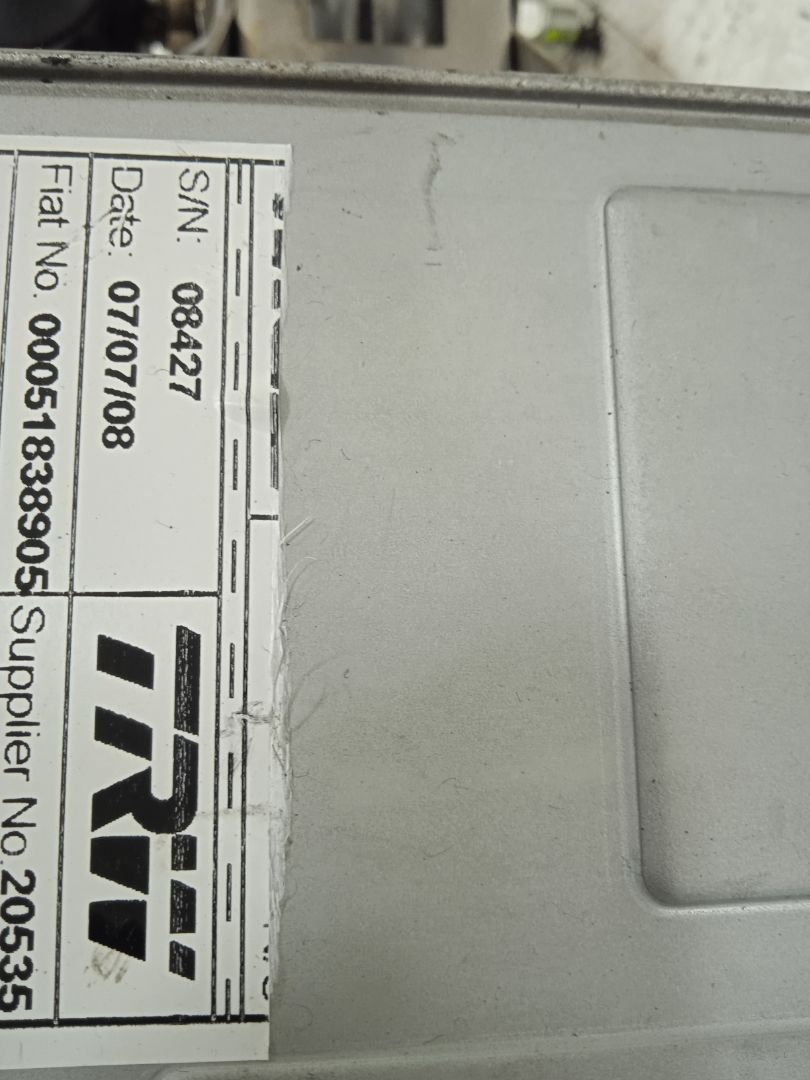 S/N: 08427
Date: 07/07/08
TRW
Fiat No. 00051838905 Supplier No. 20535